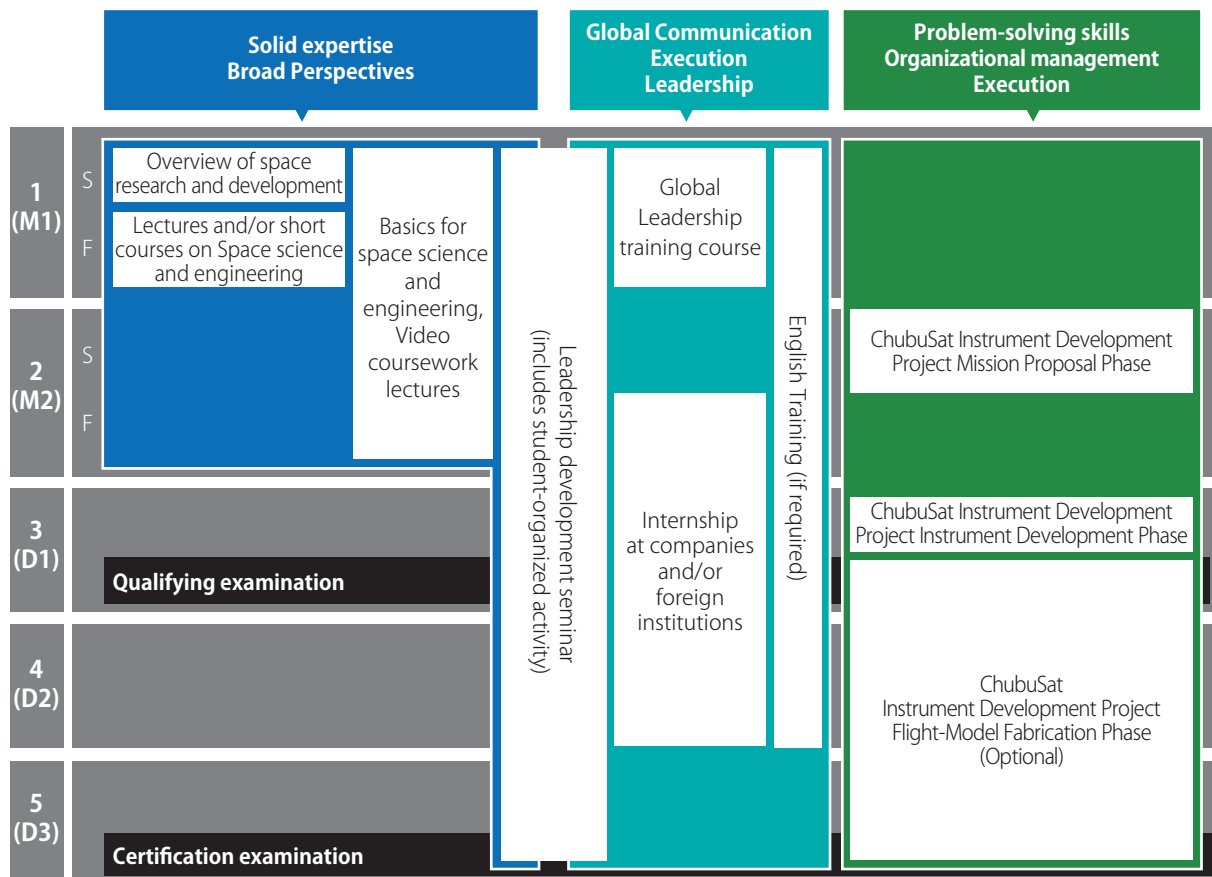 Solid expertise
Broad Perspectives
Global Communication
Execution
Leadership
Problem-solving skills
Organizational management
Execution
1
(M1)
S
F
Overview of space
research and development
Lectures and/or short
courses on Space science
and engineering
Basics for
space science
and
engineering,
Video
coursework
lectures
Leadership development seminar
(includes student-organized activity)
Global
Leadership
training course
English Training (if required)
2
(M2)
S
F
ChubuSat Instrument Development
Project Mission Proposal Phase
Internship
at companies
and/or
foreign
institutions
3
(D1)
ChubuSat Instrument Development
Project Instrument Development Phase
Qualifying examination
4
(D2)
ChubuSat
Instrument Development Project
Flight-Model Fabrication Phase
(Optional)
5
(D3)
Certification examination